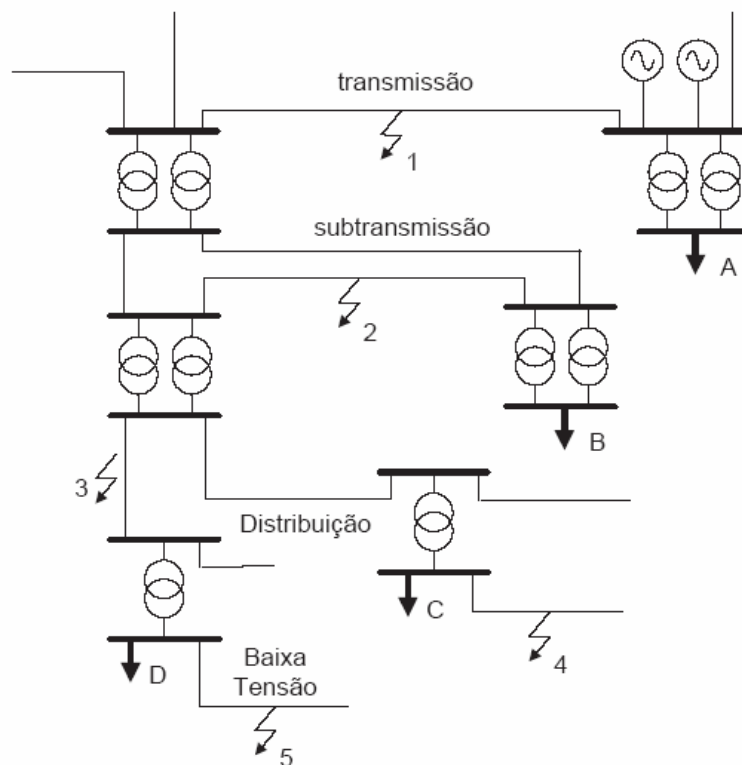 transmissão
1
A
subtransmissão
2
B
3
Distribuição
C
4
D
Baixa
Tensão
5